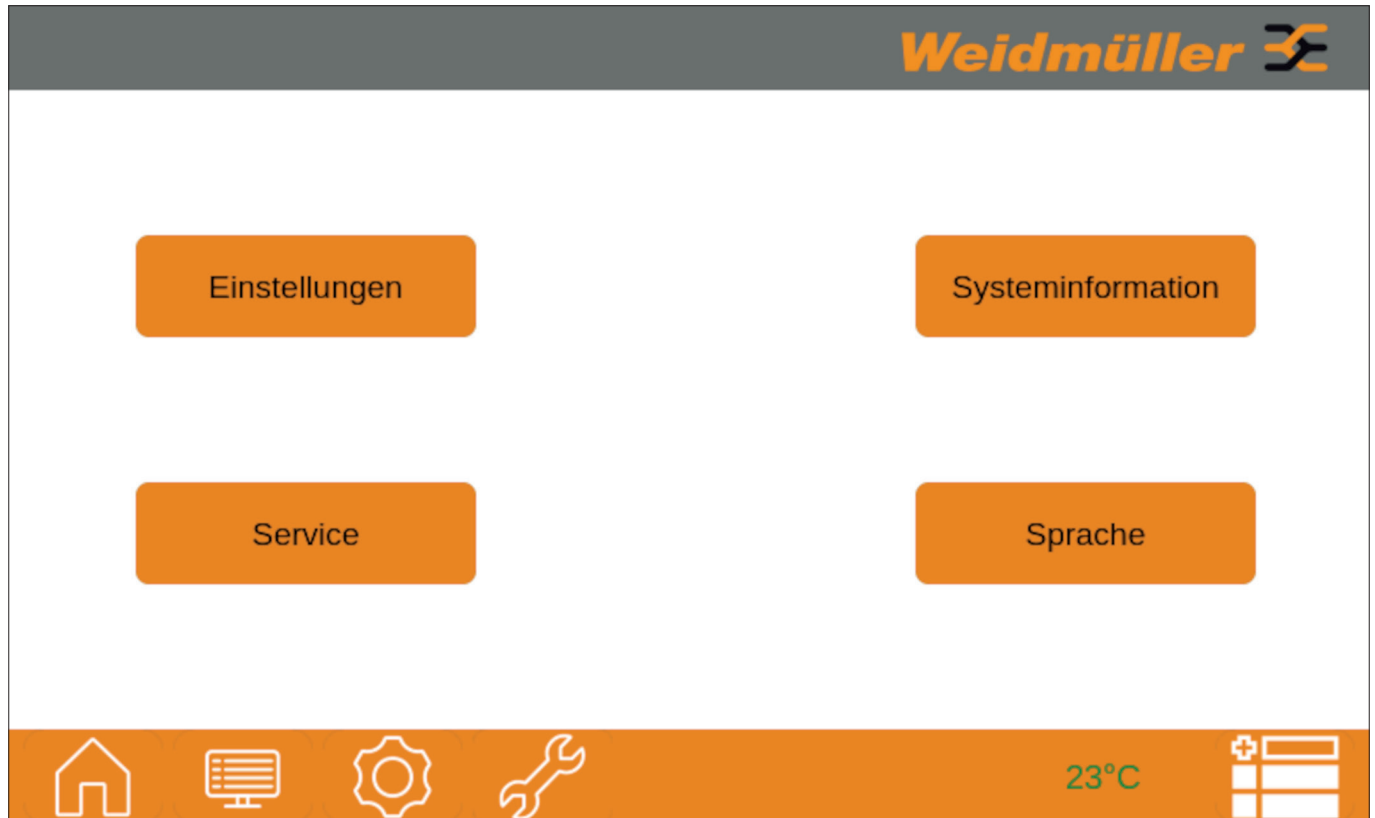 Weidmüller
Einstellungen
Systeminformation
Service
Sprache
23°C